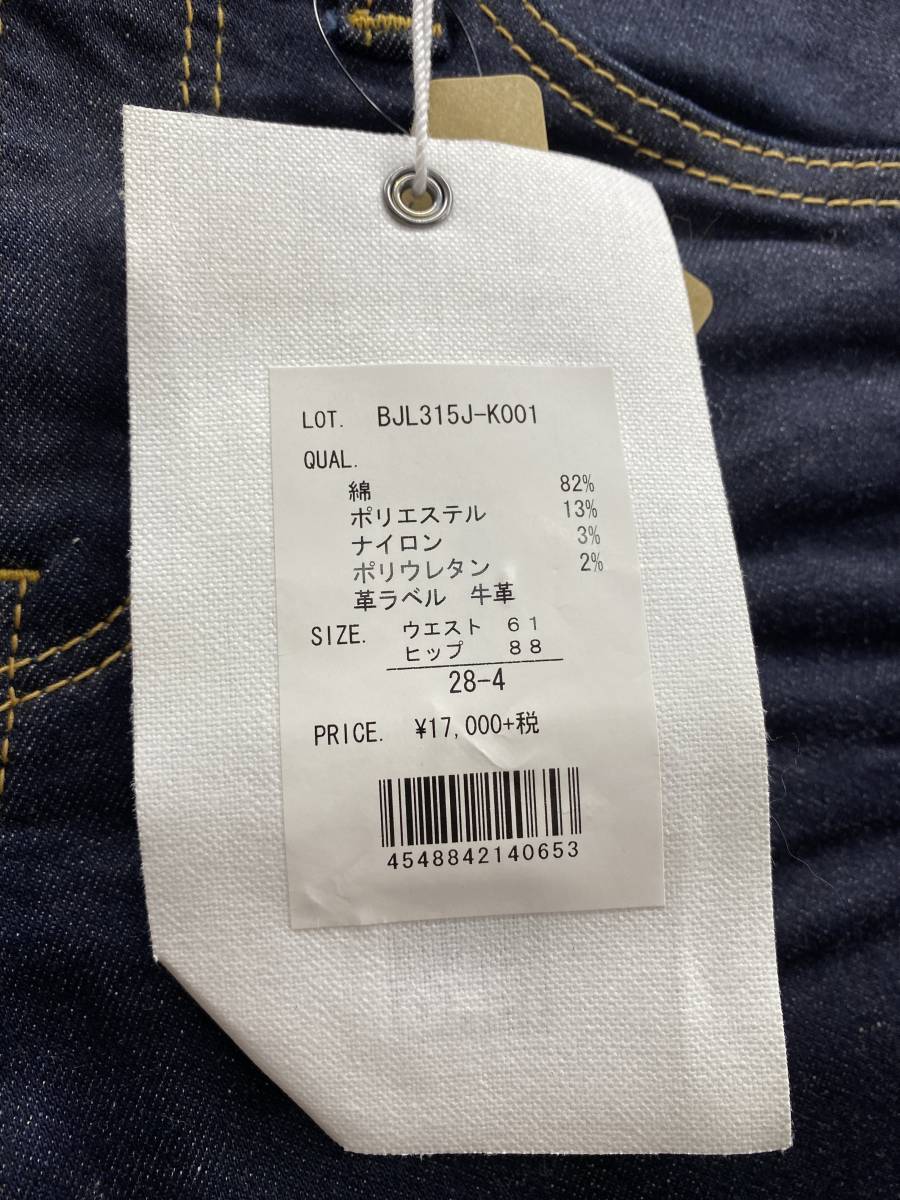 LOT. BJL315J-K001
QUAL.
綿 82%
ポリエステル 13%
ナイロン 3%
ポリウレタン 2%
革ラベル 牛革
SIZE. ウエスト 61
ヒップ 88
28-4
PRICE. ¥17,000+税
4548842140653